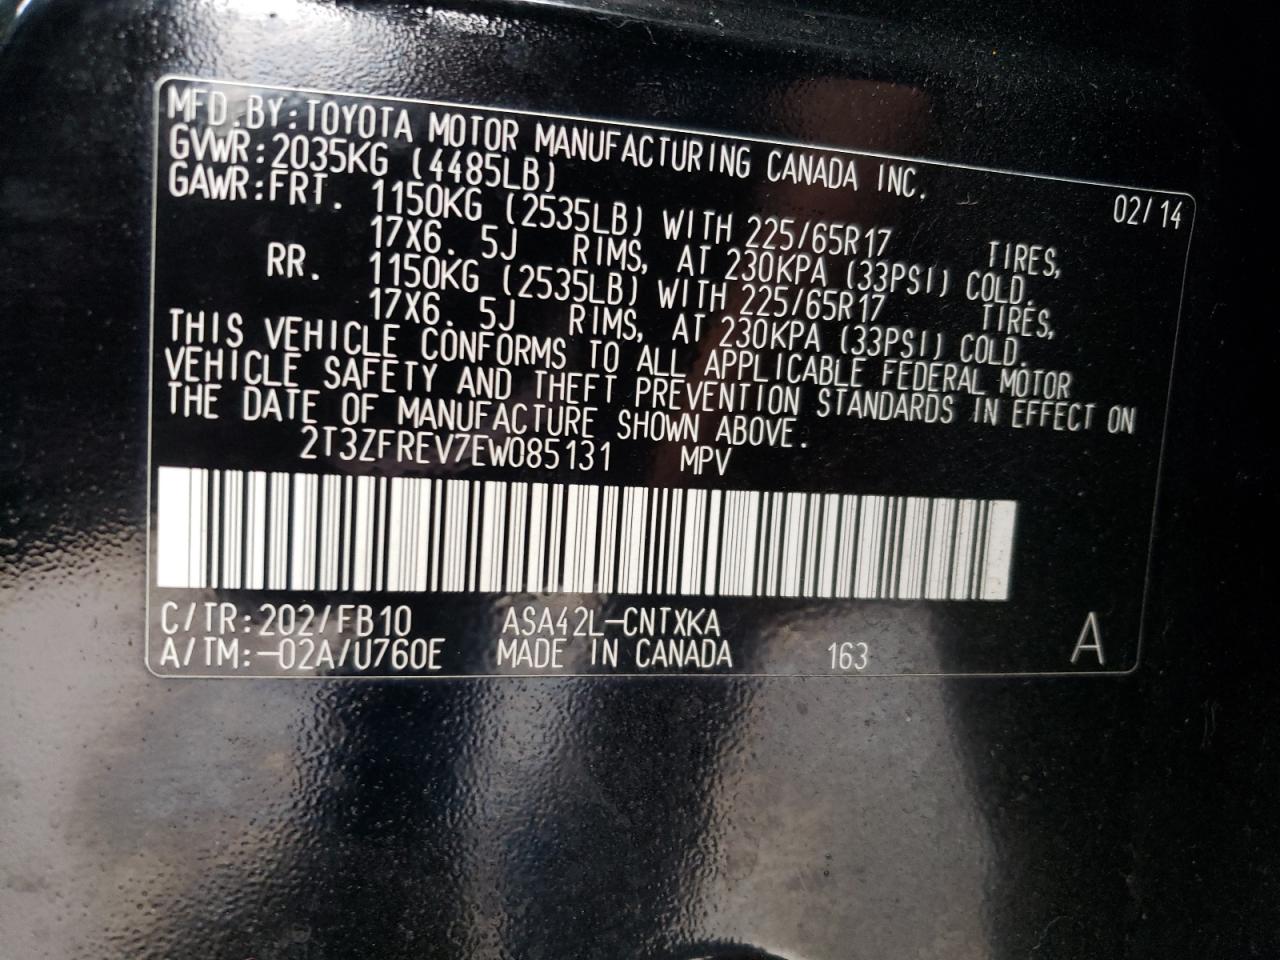 MFD.BY:TOYOTA MOTOR MANUFACTURING CANADA INC.
GVWR:2035KG (4485LB) 02/14
GAWR:FRT. 1150KG (2535LB) WITH 225/65R17 TIRES,
17X6.5J RIMS, AT 230KPA (33PSI) COLD.
RR. 1150KG (2535LB) WITH 225/65R17 TIRES,
17X6.5J RIMS, AT 230KPA (33PSI) COLD.
THIS VEHICLE CONFORMS TO ALL APPLICABLE FEDERAL MOTOR
VEHICLE SAFETY AND THEFT PREVENTION STANDARDS IN EFFECT ON
THE DATE OF MANUFACTURE SHOWN ABOVE.
2T3ZFREV7EW085131 MPV
C/TR:202/FB10 ASA42L-CNTXKA
A/TM:-02A/U760E MADE IN CANADA 163 A